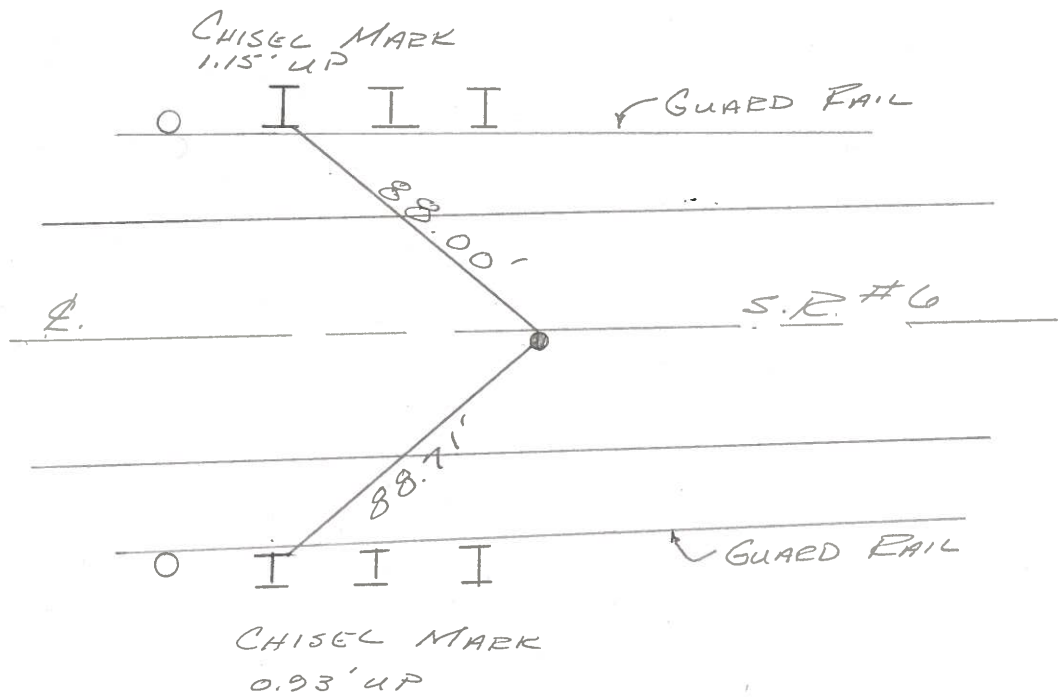 CHISEL MARK
1.15' UP
GUARD RAIL
88.00'
℄.
S.R. #6
88.71'
GUARD RAIL
CHISEL MARK
0.93' UP